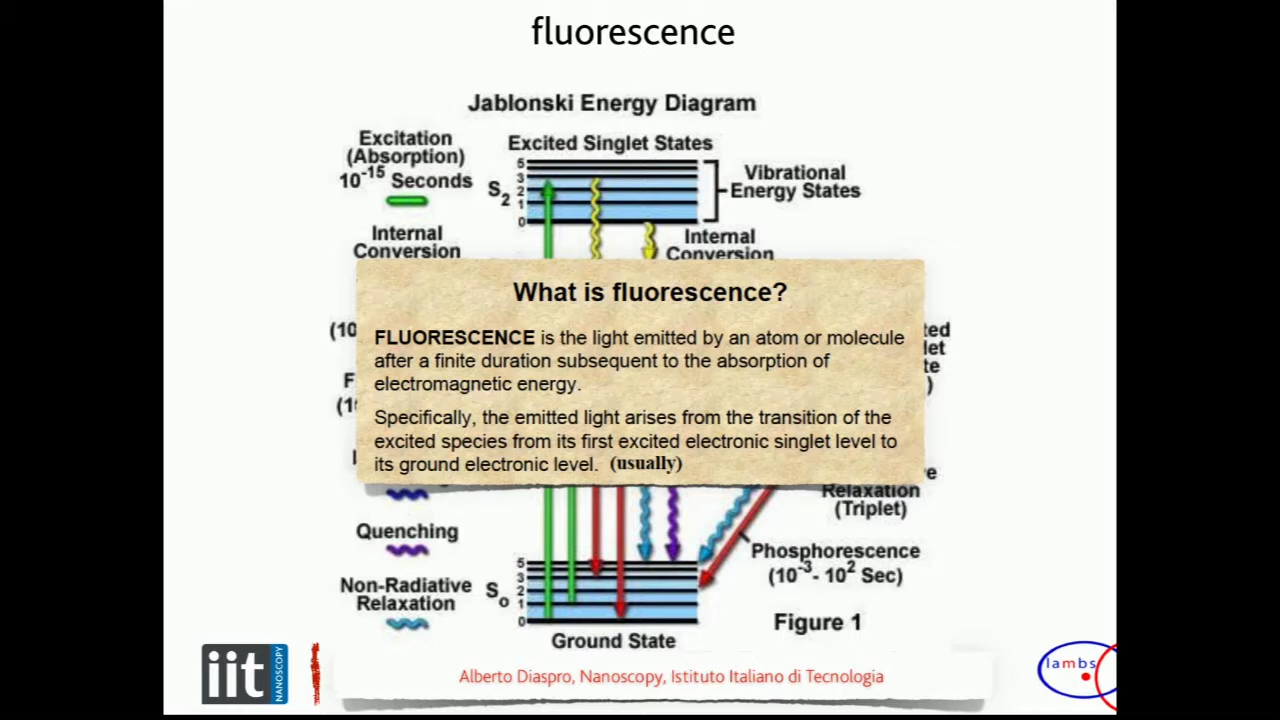 fluorescence
Jablonski Energy Diagram
Excitation
(Absorption)
10-15 Seconds
Excited Singlet States
S2
5
3
2
1
0
Vibrational
Energy States
Internal
Conversion
Internal
Conversion
What is fluorescence?
FLUORESCENCE is the light emitted by an atom or molecule
after a finite duration subsequent to the absorption of
electromagnetic energy.
Specifically, the emitted light arises from the transition of the
excited species from its first excited electronic singlet level to
its ground electronic level. (usually)
Relaxation
(Triplet)
Quenching
Non-Radiative
Relaxation
So
5
3
2
1
0
Phosphorescence
(10-3- 102 Sec)
Figure 1
Ground State
iit
NANOSCOPY
Alberto Diaspro, Nanoscopy, Istituto Italiano di Tecnologia
lambs